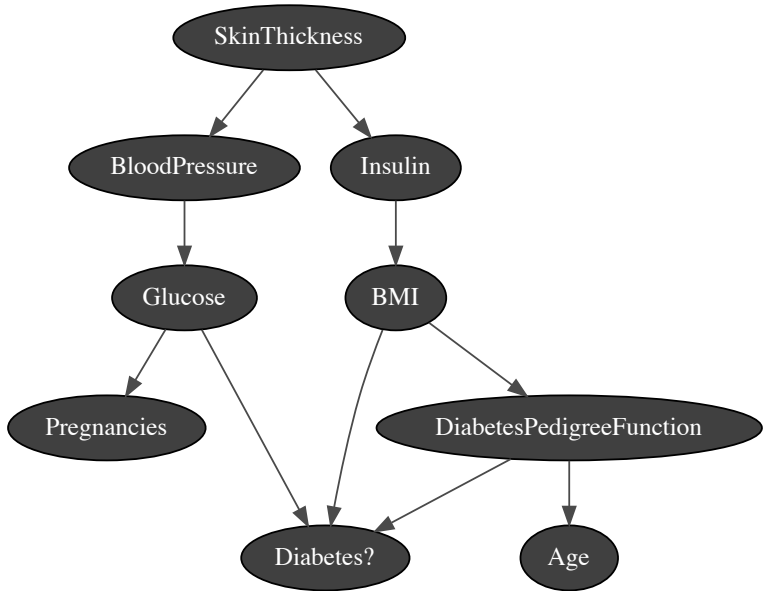 SkinThickness
BloodPressure
Insulin
Glucose
BMI
Pregnancies
DiabetesPedigreeFunction
Diabetes?
Age